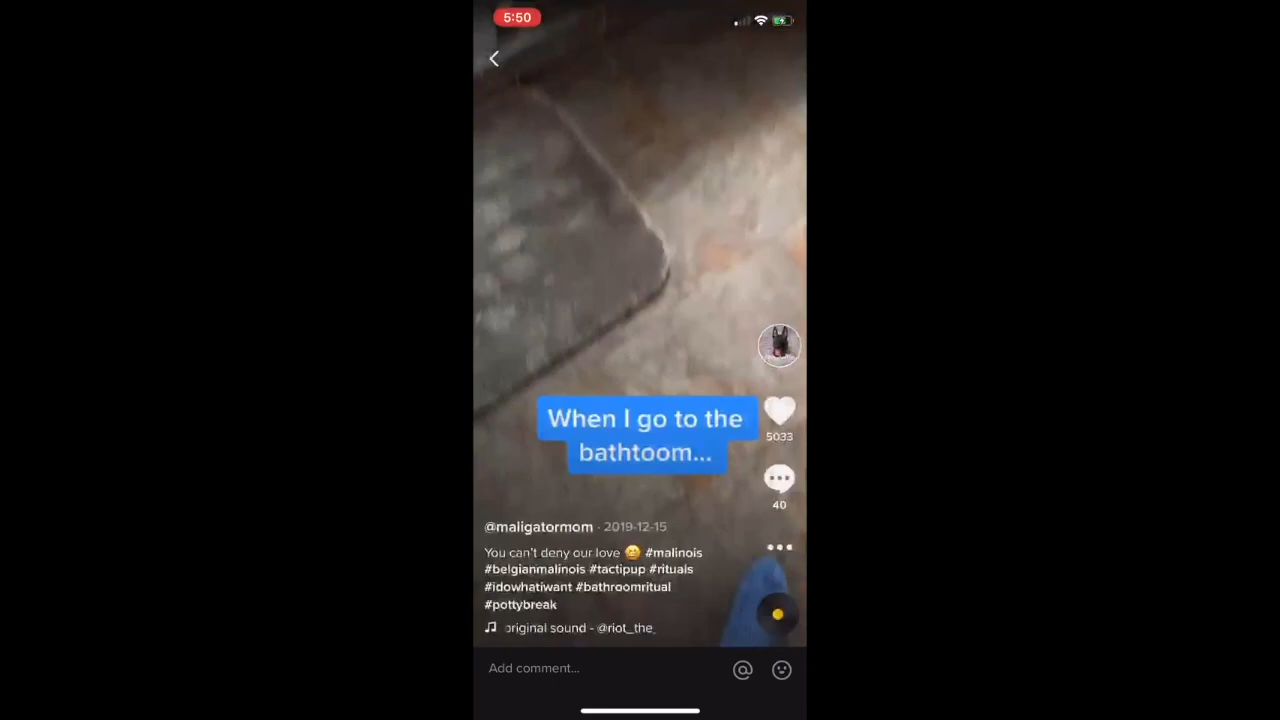 5:50
When I go to the
bathtoom...
5033
40
@maligatormom · 2019-12-15
You can't deny our love 😄 #malinois
#belgianmalinois #tactipup #rituals
#idowhatiwant #bathroomritual
#pottybreak
original sound - @riot_the_
Add comment...